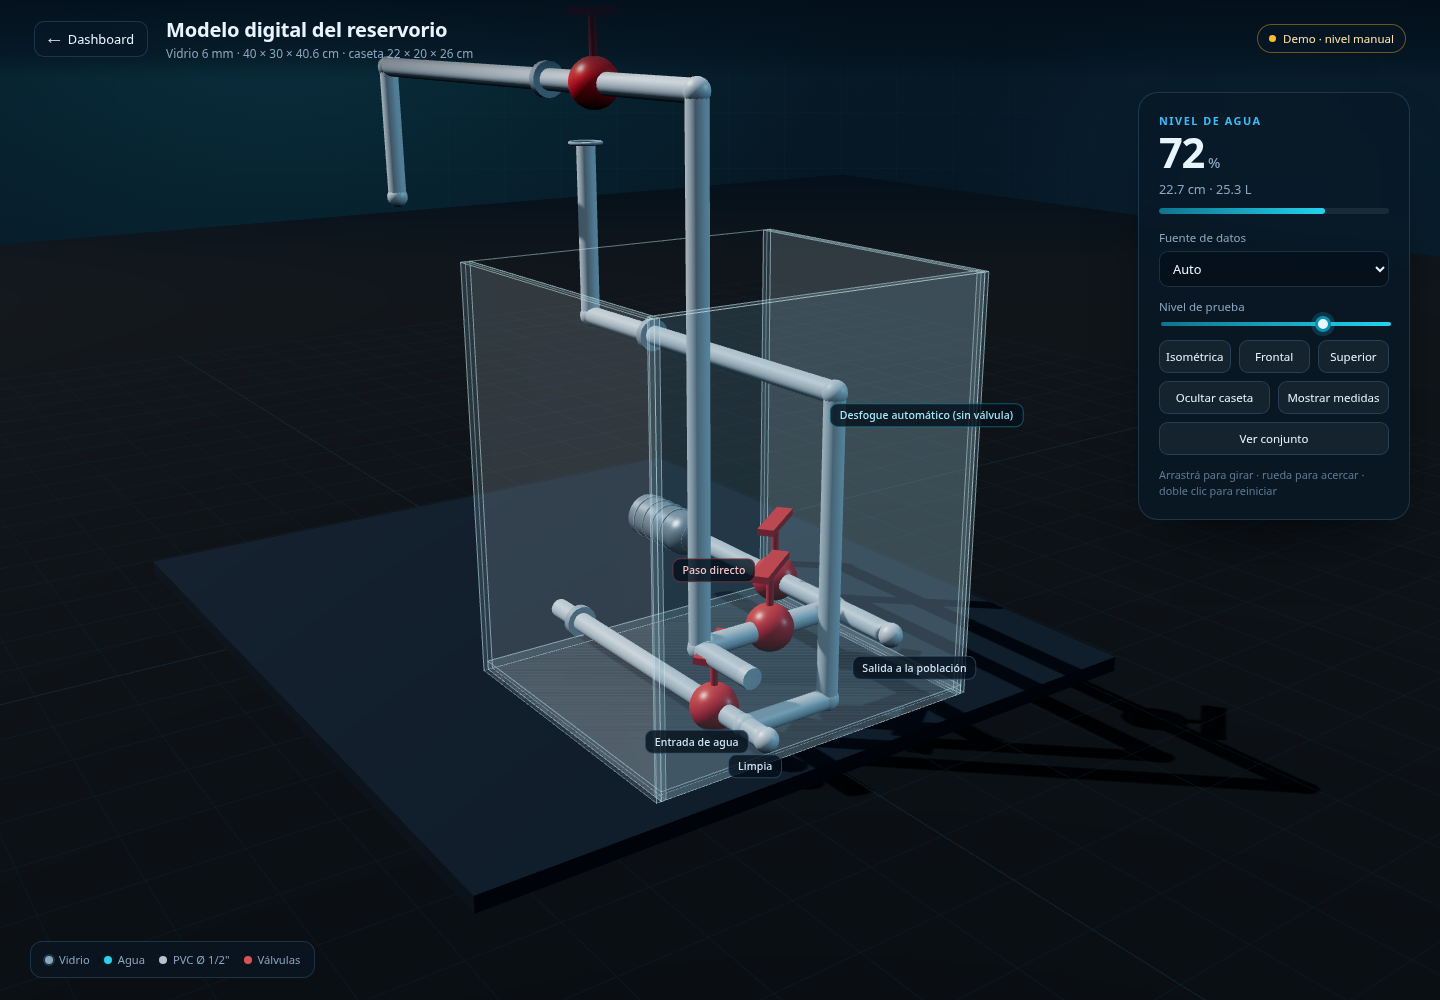 ← Dashboard
Modelo digital del reservorio
Vidrio 6 mm · 40 × 30 × 40.6 cm · caseta 22 × 20 × 26 cm
Demo · nivel manual
NIVEL DE AGUA
72 %
22.7 cm · 25.3 L
Fuente de datos
Auto
Nivel de prueba
Isométrica
Frontal
Superior
Ocultar caseta
Mostrar medidas
Ver conjunto
Arrastrá para girar · rueda para acercar ·
doble clic para reiniciar
Desfogue automático (sin válvula)
Paso directo
Salida a la población
Entrada de agua
Limpia
Vidrio
Agua
PVC Ø 1/2"
Válvulas